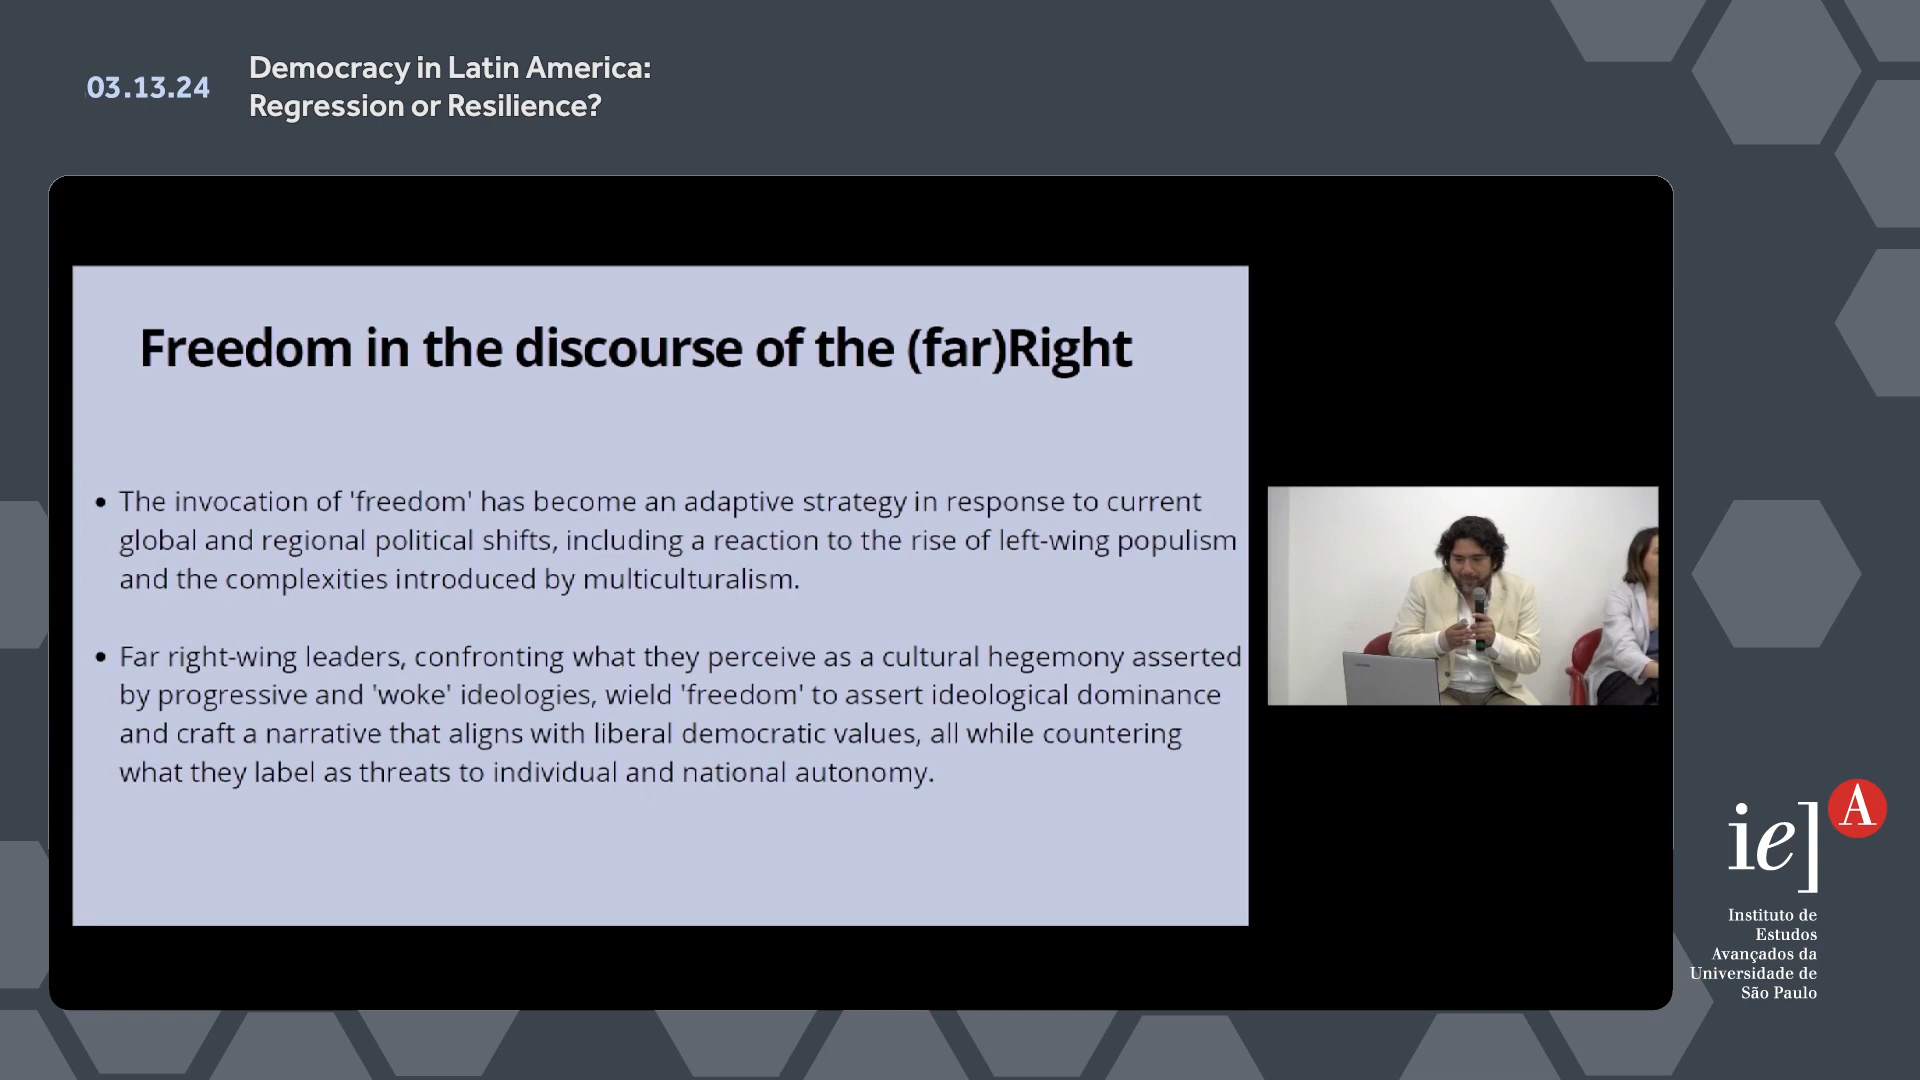 03.13.24
Democracy in Latin America:
Regression or Resilience?
Freedom in the discourse of the (far)Right
• The invocation of 'freedom' has become an adaptive strategy in response to current
global and regional political shifts, including a reaction to the rise of left-wing populism
and the complexities introduced by multiculturalism.
• Far right-wing leaders, confronting what they perceive as a cultural hegemony asserted
by progressive and 'woke' ideologies, wield 'freedom' to assert ideological dominance
and craft a narrative that aligns with liberal democratic values, all while countering
what they label as threats to individual and national autonomy.
ie] A
Instituto de
Estudos
Avançados da
Universidade de
São Paulo